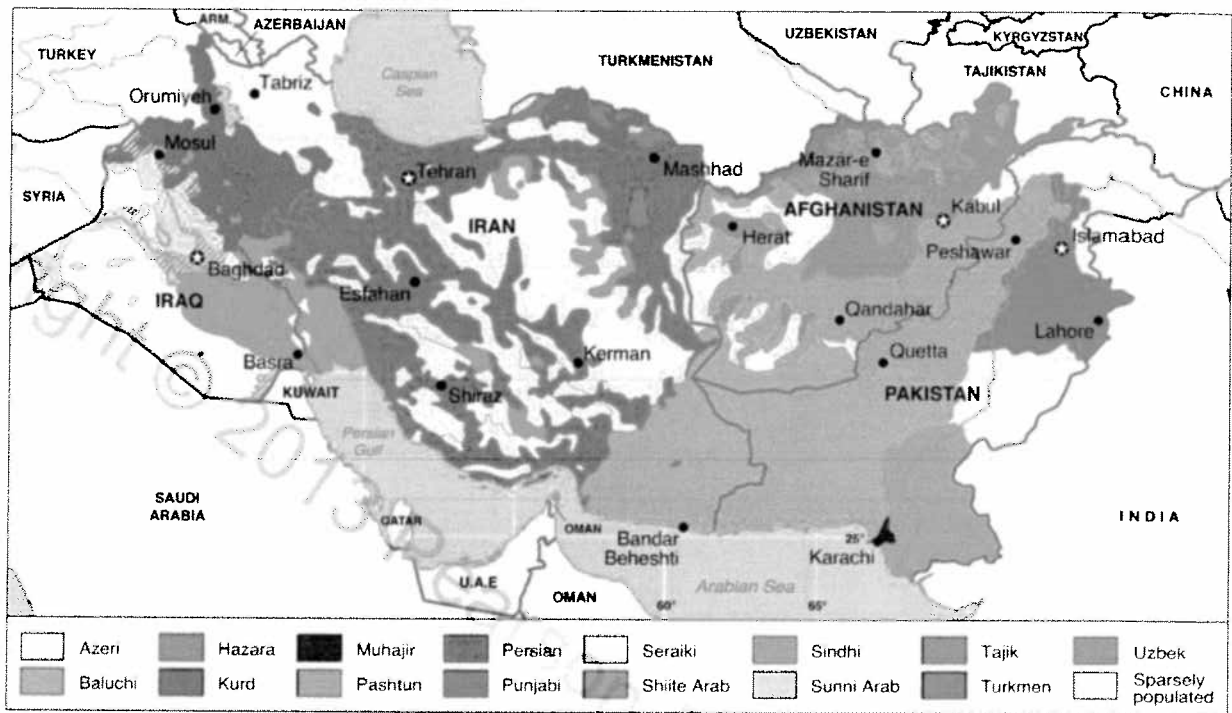 ARM.
AZERBAIJAN
TURKEY
Caspian
Sea
TURKMENISTAN
UZBEKISTAN
KYRGYZSTAN
TAJIKISTAN
CHINA
Tabriz
Orumiyeh
Mosul
Tehran
Mashhad
Mazar-e
Sharif
SYRIA
IRAN
AFGHANISTAN
Kabul
Herat
Peshawar
Islamabad
Baghdad
IRAQ
Esfahan
Qandahar
Lahore
Basra
Kerman
Quetta
KUWAIT
Shiraz
PAKISTAN
Persian
Gulf
SAUDI
ARABIA
QATAR
OMAN
Bandar
Beheshti
25°
Karachi
INDIA
U.A.E
OMAN
Arabian Sea
60°
65°
ght © 2013
Azeri
Hazara
Muhajir
Persian
Seraiki
Sindhi
Tajik
Uzbek
Baluchi
Kurd
Pashtun
Punjabi
Shiite Arab
Sunni Arab
Turkmen
Sparsely
populated